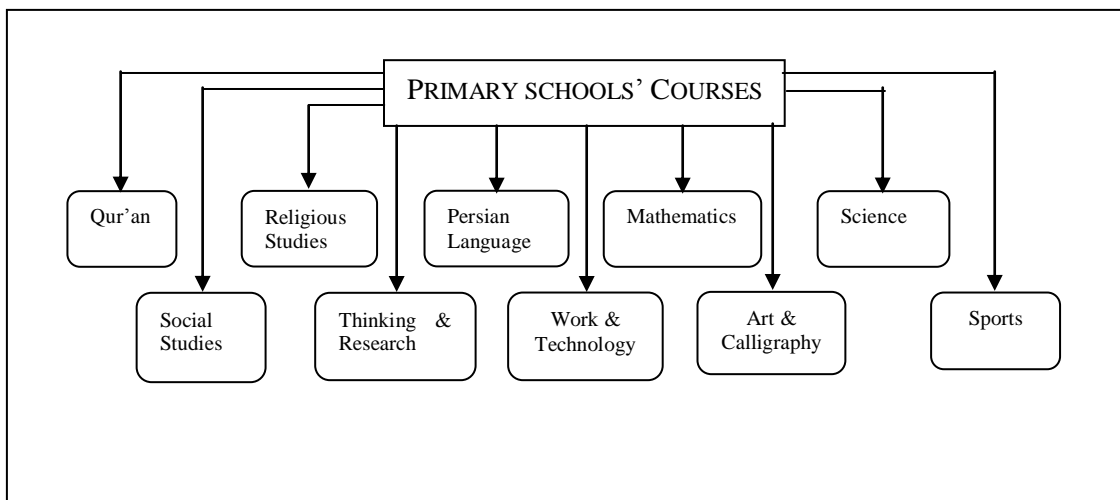 PRIMARY SCHOOLS’ COURSES
Qur’an
Religious
Studies
Persian
Language
Mathematics
Science
Social
Studies
Thinking &
Research
Work &
Technology
Art &
Calligraphy
Sports